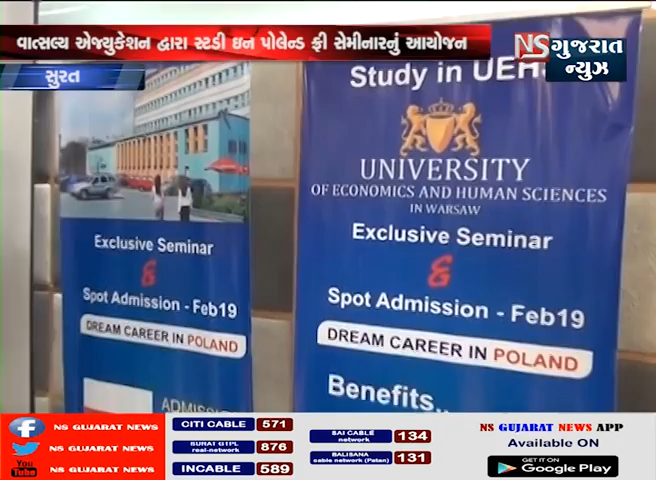 વાત્સલ્ય એજ્યુકેશન દ્વારા સ્ટડી ઇન પોલેન્ડ ફ્રી સેમીનારનું આયોજન
NS ગુજરાત
ન્યુઝ
સુરત
Study in UEHS
UNIVERSITY
OF ECONOMICS AND HUMAN SCIENCES
IN WARSAW
Exclusive Seminar
&
Spot Admission - Feb19
DREAM CAREER IN POLAND
Benefits...
Exclusive Seminar
&
Spot Admission - Feb19
DREAM CAREER IN POLAND
NS GUJARAT NEWS
NS GUJARAT NEWS
You Tube NS GUJARAT NEWS
CITI CABLE 571
SURAT GTPL real-network 876
INCABLE 589
SAI CABLE network 134
BALISANA cable network (Patan) 131
NS GUJARAT NEWS APP
Available ON
GET IT ON
Google Play